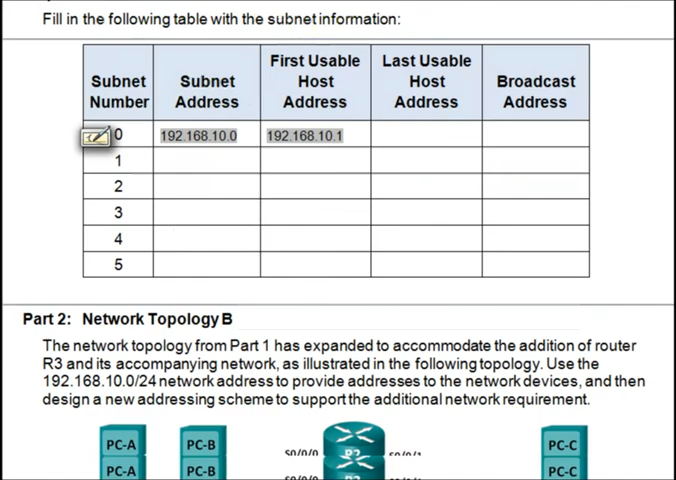 Fill in the following table with the subnet information:
Subnet Number
Subnet Address
First Usable Host Address
Last Usable Host Address
Broadcast Address
0 192.168.10.0 192.168.10.1
1
2
3
4
5
Part 2: Network Topology B
The network topology from Part 1 has expanded to accommodate the addition of router
R3 and its accompanying network, as illustrated in the following topology. Use the
192.168.10.0/24 network address to provide addresses to the network devices, and then
design a new addressing scheme to support the additional network requirement.
PC-A PC-B PC-C
PC-A PC-B PC-C